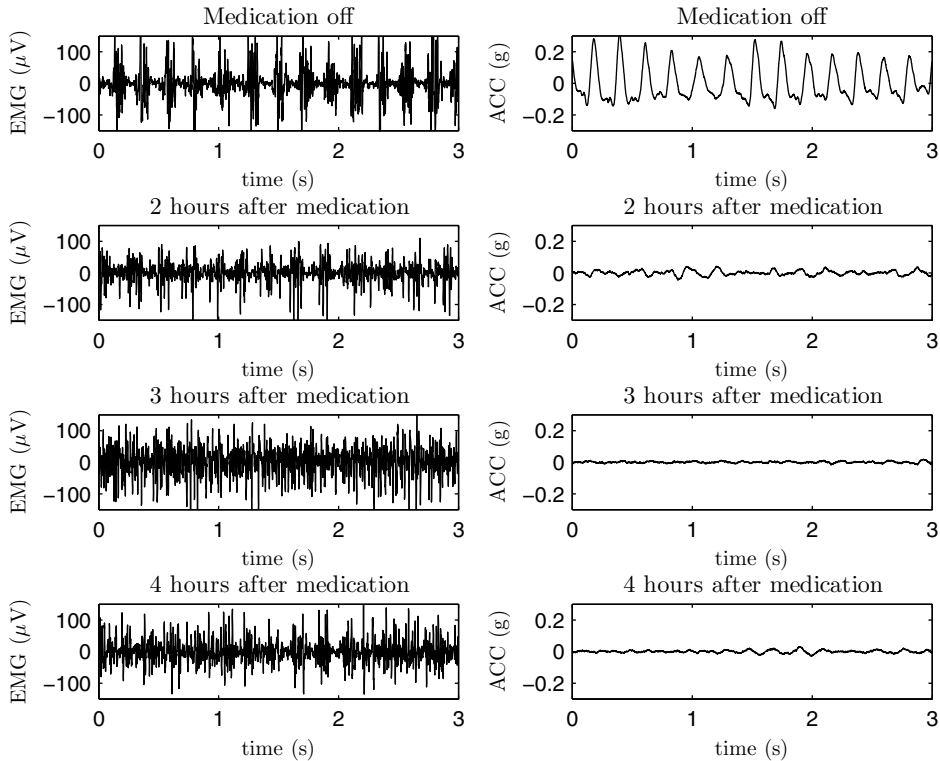 Medication off
EMG (μV)
100
0
−100
0 1 2 3
time (s)
Medication off
ACC (g)
0.2
0
−0.2
0 1 2 3
time (s)
2 hours after medication
EMG (μV)
100
0
−100
0 1 2 3
time (s)
2 hours after medication
ACC (g)
0.2
0
−0.2
0 1 2 3
time (s)
3 hours after medication
EMG (μV)
100
0
−100
0 1 2 3
time (s)
3 hours after medication
ACC (g)
0.2
0
−0.2
0 1 2 3
time (s)
4 hours after medication
EMG (μV)
100
0
−100
0 1 2 3
time (s)
4 hours after medication
ACC (g)
0.2
0
−0.2
0 1 2 3
time (s)